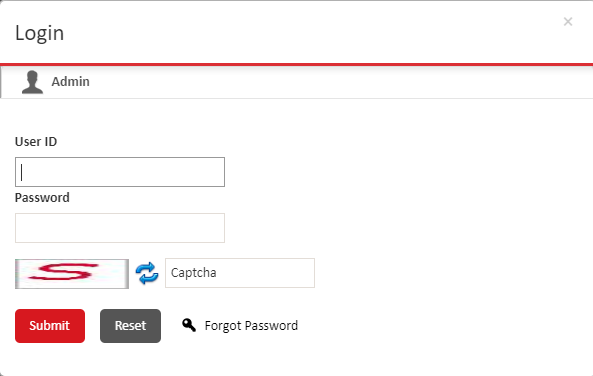 Login
×
Admin
User ID
Password
S
Captcha
Submit Reset Forgot Password